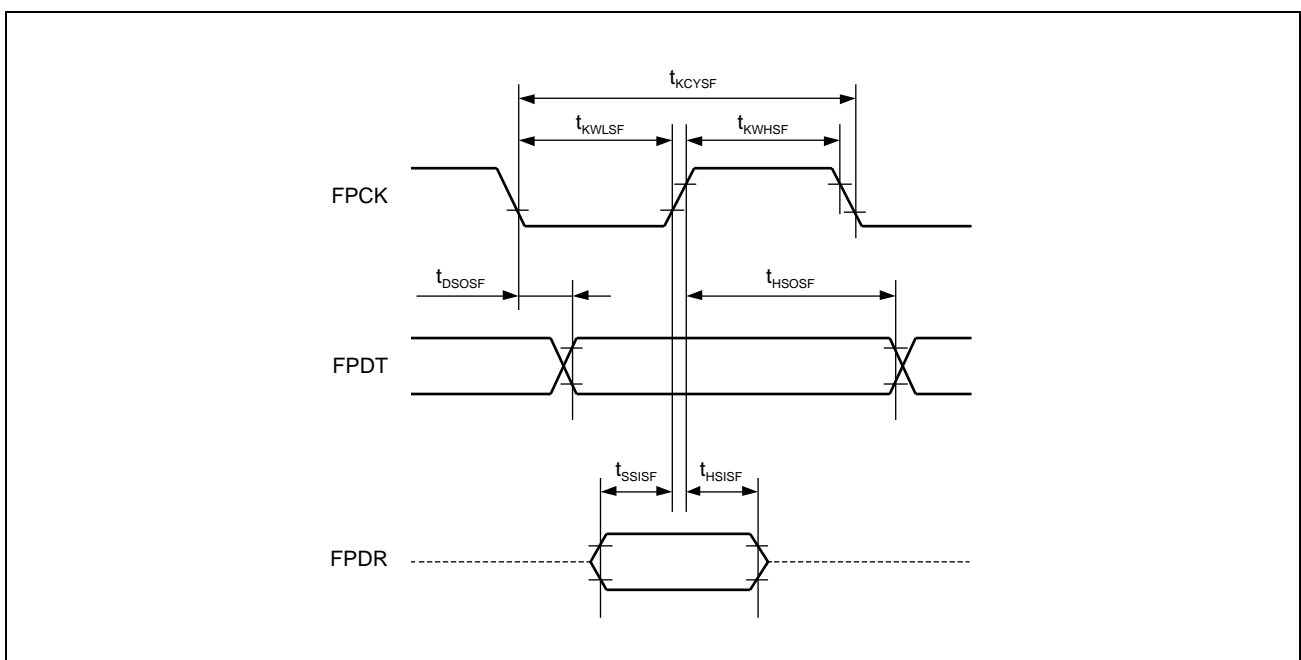 tKCYSF
tKWLSF tKWHSF
FPCK
tDSOSF tHSOSF
FPDT
tSSISF tHSISF
FPDR